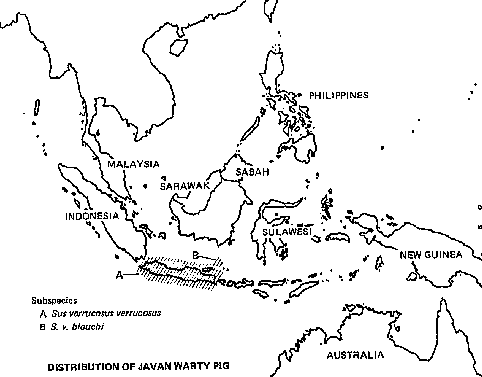 PHILIPPINES
MALAYSIA
SABAH
SARAWAK
INDONESIA
SULAWESI
B
NEW GUINEA
A
Subspecies
A Sus verrucosus verrucosus
B S. v. blouchi
AUSTRALIA
DISTRIBUTION OF JAVAN WARTY PIG